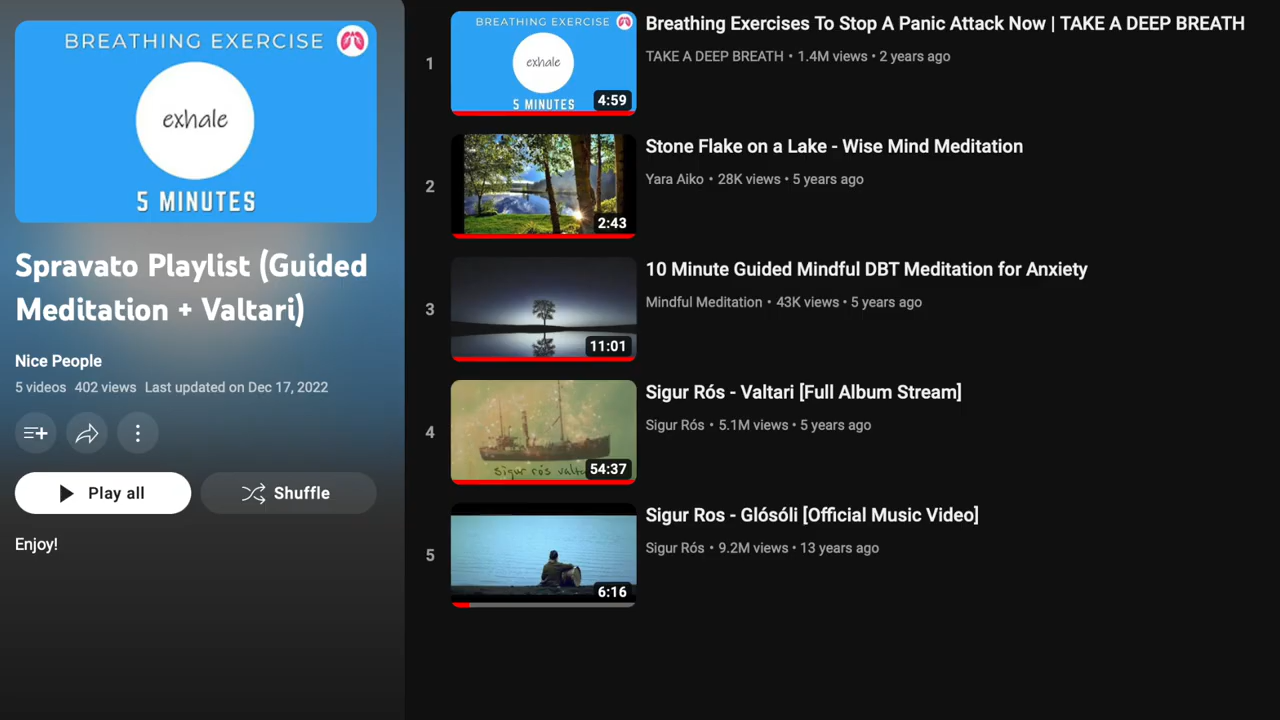 BREATHING EXERCISE
exhale
5 MINUTES
Spravato Playlist (Guided
Meditation + Valtari)
Nice People
5 videos 402 views Last updated on Dec 17, 2022
Play all
Shuffle
Enjoy!
1
BREATHING EXERCISE
exhale
5 MINUTES
4:59
Breathing Exercises To Stop A Panic Attack Now | TAKE A DEEP BREATH
TAKE A DEEP BREATH • 1.4M views • 2 years ago
2
2:43
Stone Flake on a Lake - Wise Mind Meditation
Yara Aiko • 28K views • 5 years ago
3
11:01
10 Minute Guided Mindful DBT Meditation for Anxiety
Mindful Meditation • 43K views • 5 years ago
4
sigur rós valta
54:37
Sigur Rós - Valtari [Full Album Stream]
Sigur Rós • 5.1M views • 5 years ago
5
6:16
Sigur Ros - Glósóli [Official Music Video]
Sigur Rós • 9.2M views • 13 years ago